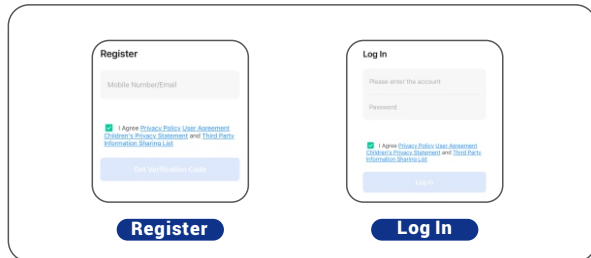 Register
Mobile Number/Email
I Agree Privacy Policy User Agreement
Children's Privacy Statement and Third Party
Information Sharing List
Get Verification Code
Register
Log In
Please enter the account
Password
I Agree Privacy Policy User Agreement
Children's Privacy Statement and Third Party
Information Sharing List
Log In
Log In